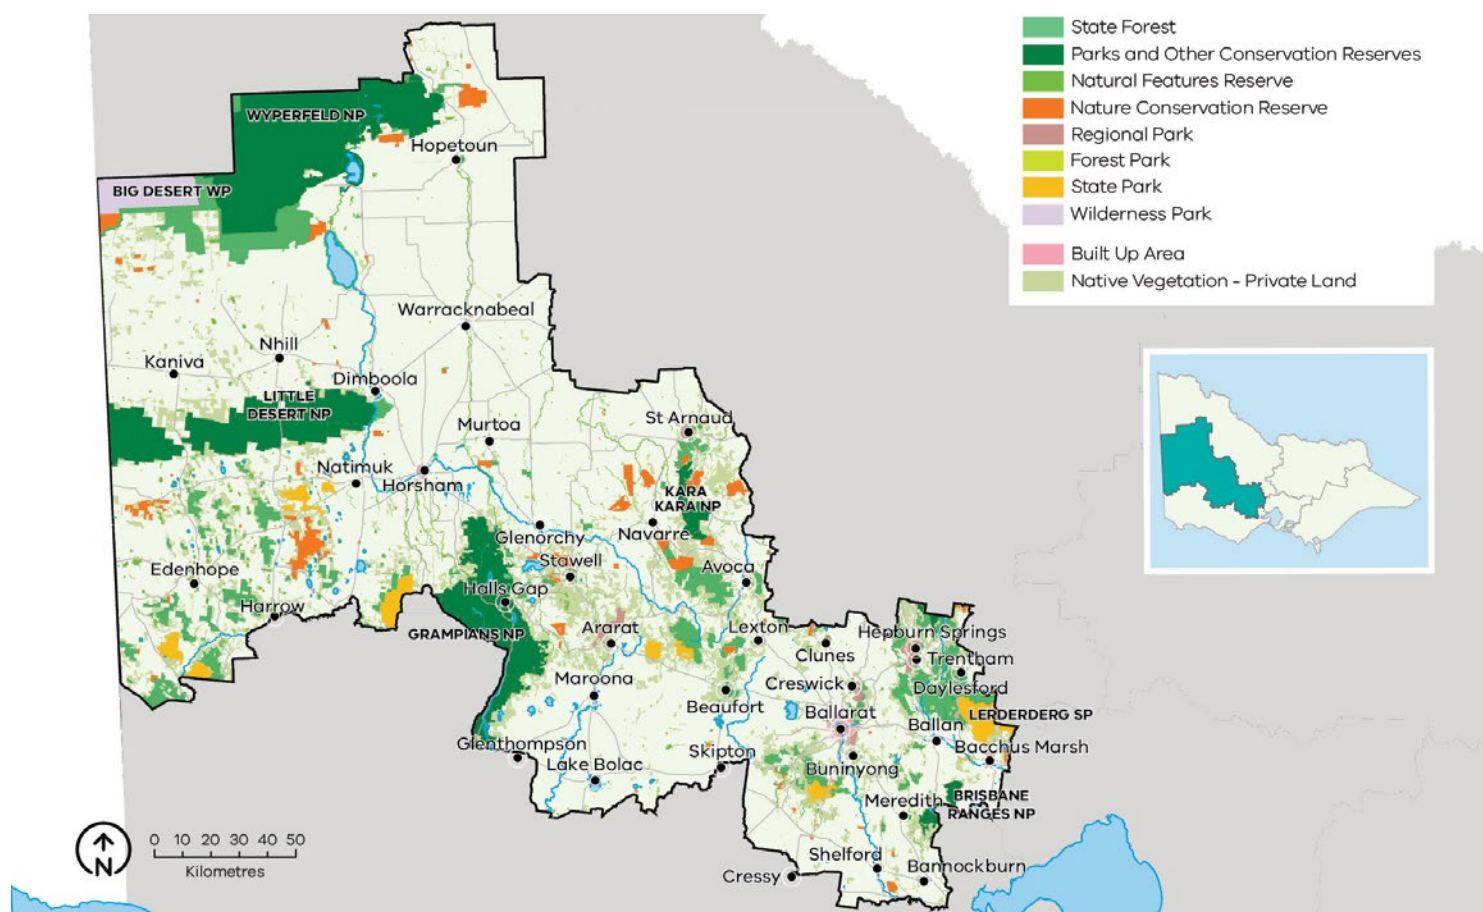 State Forest
Parks and Other Conservation Reserves
Natural Features Reserve
Nature Conservation Reserve
Regional Park
Forest Park
State Park
Wilderness Park
Built Up Area
Native Vegetation - Private Land
WYPERFELD NP
Hopetoun
BIG DESERT WP
Warracknabeal
Nhill
Kaniva
Dimboola
LITTLE
DESERT NP
Murtoa
St Arnaud
Natimuk
Horsham
KARA
KARA NP
Glenorchy
Navarre
Stawell
Avoca
Edenhope
Halls Gap
Harrow
GRAMPIANS NP
Ararat
Lexton
Hepburn Springs
Clunes
Trentham
Maroona
Creswick
Daylesford
Beaufort
Ballarat
LERDERDERG SP
Ballan
Glenthompson
Skipton
Bacchus Marsh
Lake Bolac
Buninyong
Meredith
BRISBANE
RANGES NP
Shelford
Bannockburn
Cressy
N
0 10 20 30 40 50
Kilometres